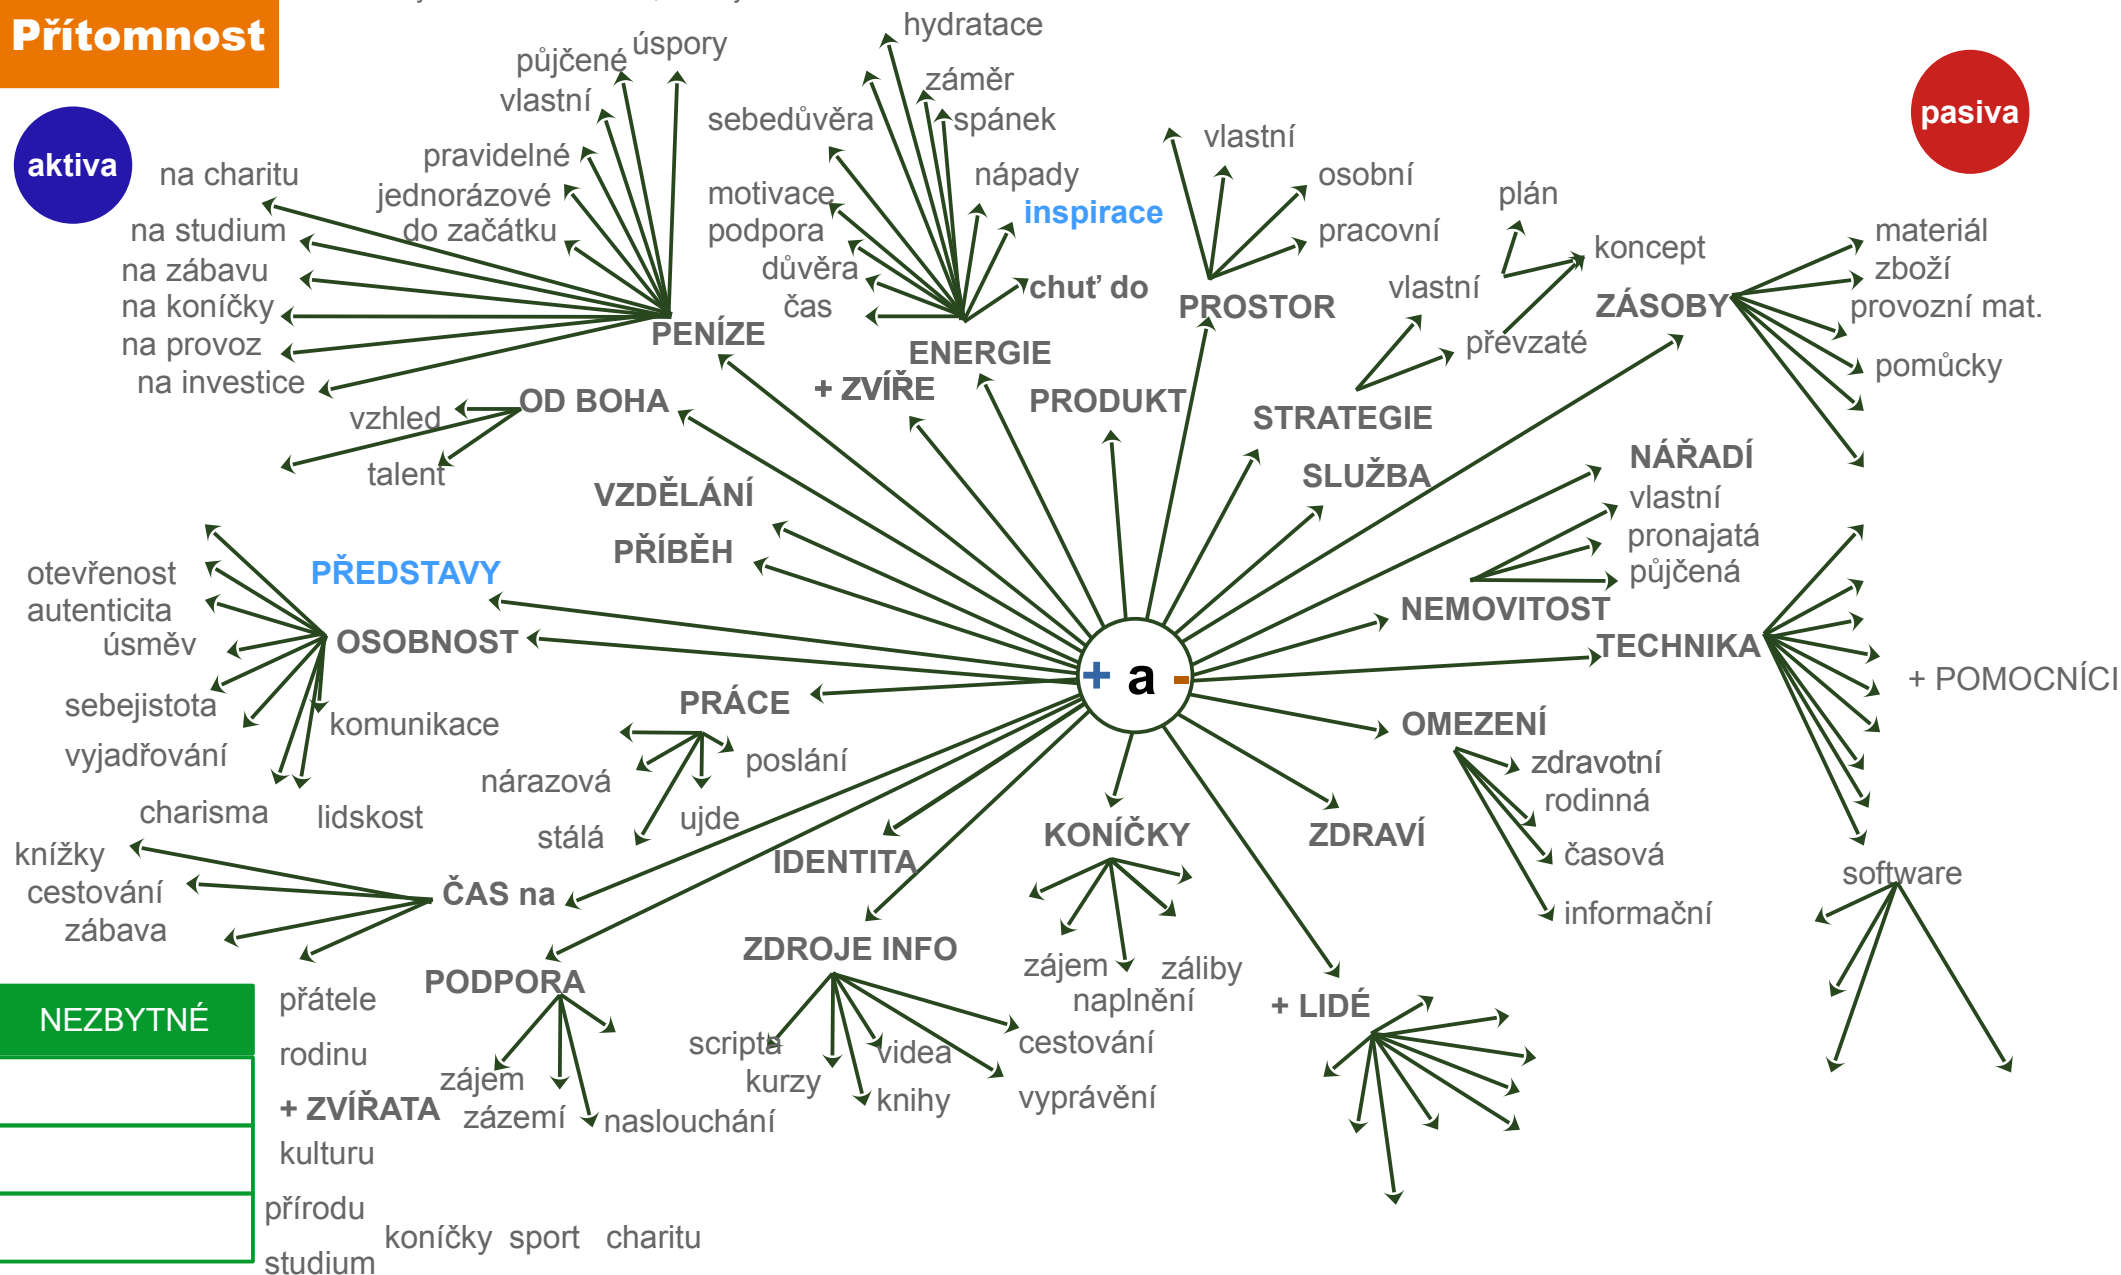 Přítomnost
aktiva
pasiva
půjčené
úspory
vlastní
pravidelné
jednorázové
do začátku
na charitu
na studium
na zábavu
na koníčky
na provoz
na investice
PENÍZE
hydratace
záměr
sebedůvěra
spánek
nápady
motivace
inspirace
podpora
důvěra
čas
chuť do
ENERGIE
vlastní
osobní
pracovní
PROSTOR
plán
koncept
vlastní
převzaté
STRATEGIE
materiál
zboží
provozní mat.
pomůcky
ZÁSOBY
OD BOHA
vzhled
talent
+ ZVÍŘE
PRODUKT
SLUŽBA
NÁŘADÍ
VZDĚLÁNÍ
PŘÍBĚH
vlastní
pronajatá
půjčená
NEMOVITOST
PŘEDSTAVY
otevřenost
autenticita
úsměv
OSOBNOST
sebejistota
komunikace
vyjadřování
charisma
lidskost
TECHNIKA
+ POMOCNÍCI
software
+ a -
PRÁCE
poslání
nárazová
ujde
stálá
OMEZENÍ
zdravotní
rodinná
časová
informační
IDENTITA
KONÍČKY
ZDRAVÍ
knížky
cestování
zábava
ČAS na
přátele
rodinu
+ ZVÍŘATA
kulturu
přírodu
studium
koníčky sport charitu
PODPORA
zájem
zázemí
naslouchání
ZDROJE INFO
scripta
kurzy
videa
knihy
cestování
vyprávění
zájem
záliby
naplnění
+ LIDÉ
NEZBYTNÉ